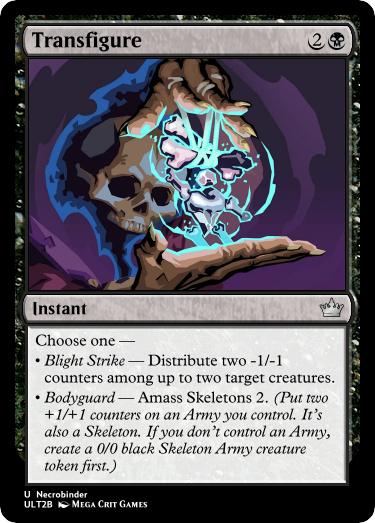 Transfigure 2
Instant
Choose one —
• Blight Strike — Distribute two -1/-1
counters among up to two target creatures.
• Bodyguard — Amass Skeletons 2. (Put two
+1/+1 counters on an Army you control. It's
also a Skeleton. If you don't control an Army,
create a 0/0 black Skeleton Army creature
token first.)
U Necrobinder
ULT2B Mega Crit Games